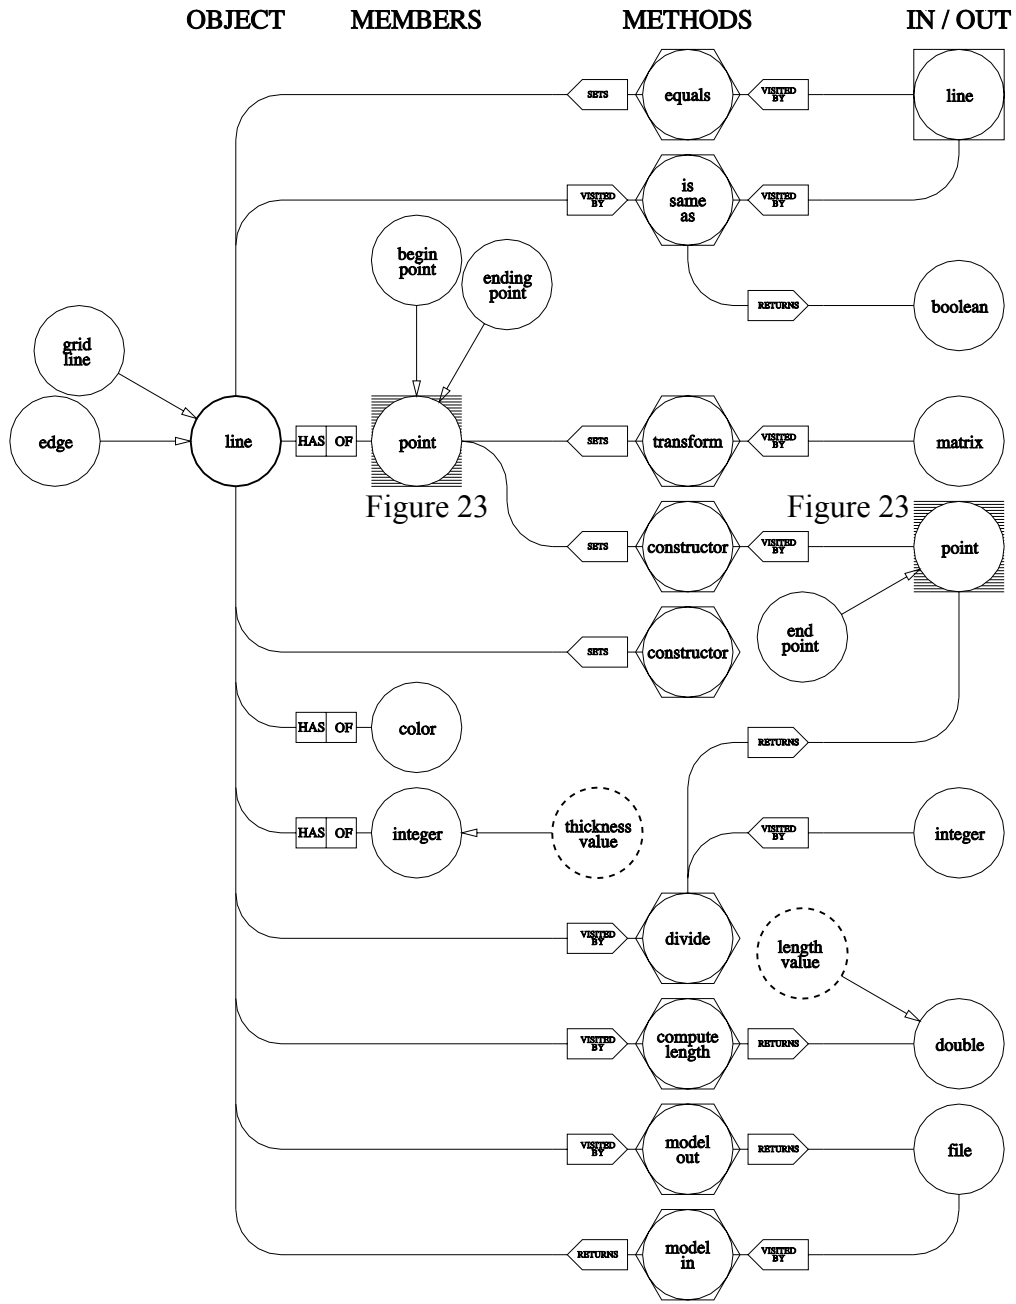 OBJECT MEMBERS METHODS IN / OUT
SETS equals VISITED BY line
VISITED BY is same as VISITED BY
begin point
ending point
RETURNS boolean
grid line
edge line HAS OF point SETS transform VISITED BY matrix
Figure 23 Figure 23
SETS constructor VISITED BY point
end point
SETS constructor
HAS OF color
RETURNS
HAS OF integer thickness value VISITED BY integer
VISITED BY divide
length value
VISITED BY compute length RETURNS double
VISITED BY model out RETURNS file
RETURNS model in VISITED BY